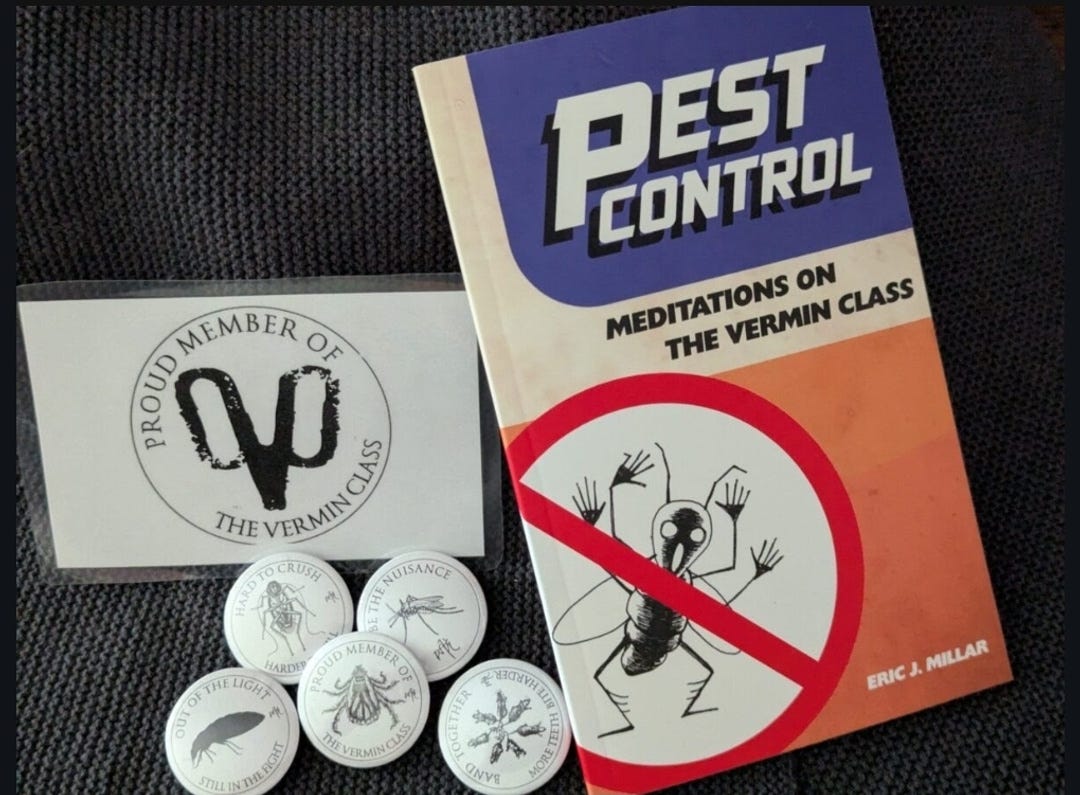 PEST
CONTROL
MEDITATIONS ON
THE VERMIN CLASS
ERIC J. MILLAR
PROUD MEMBER OF
THE VERMIN CLASS
HARD TO CRUSH
HARDER
BE THE NUISANCE
PROUD MEMBER OF
THE VERMIN CLASS
OUT OF THE LIGHT
STILL IN THE FIGHT
BAND TOGETHER
MORE TEETH BITE HARDER